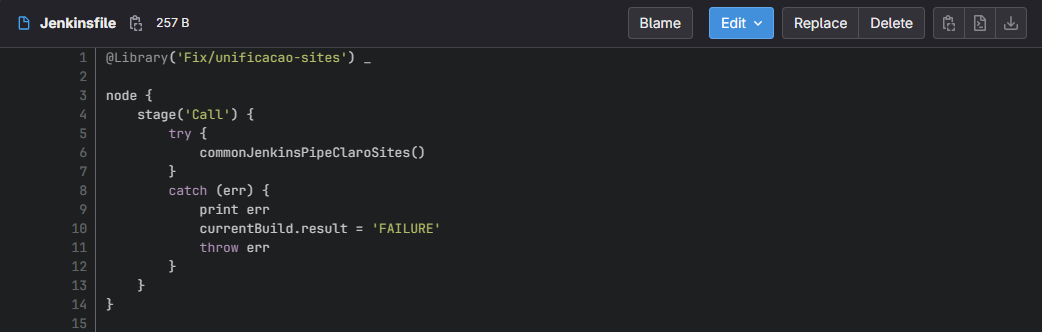 Jenkinsfile 257 B Blame Edit Replace Delete
1 @Library('Fix/unificacao-sites') _
2
3 node {
4     stage('Call') {
5         try {
6             commonJenkinsPipeClaroSites()
7         }
8         catch (err) {
9             print err
10             currentBuild.result = 'FAILURE'
11             throw err
12         }
13     }
14 }
15